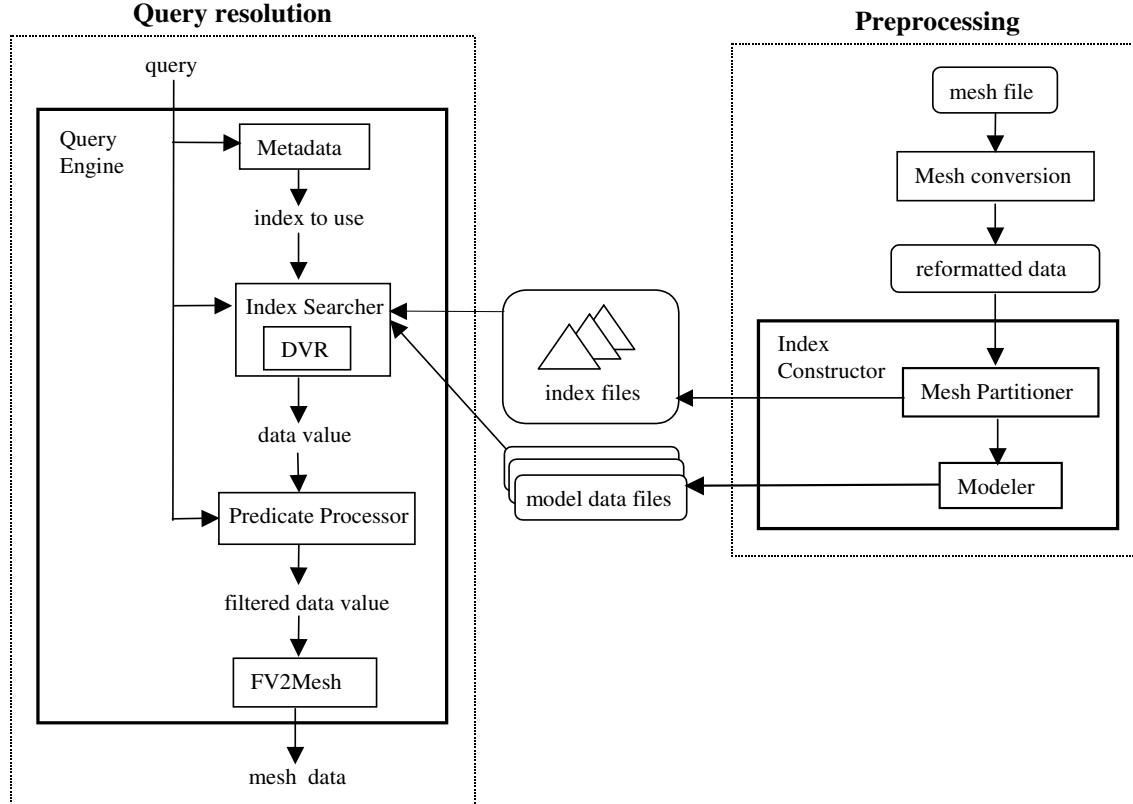 Query resolution
query
Query
Engine
Metadata
index to use
Index Searcher
DVR
data value
Predicate Processor
filtered data value
FV2Mesh
mesh data
index files
model data files
Preprocessing
mesh file
Mesh conversion
reformatted data
Index
Constructor
Mesh Partitioner
Modeler